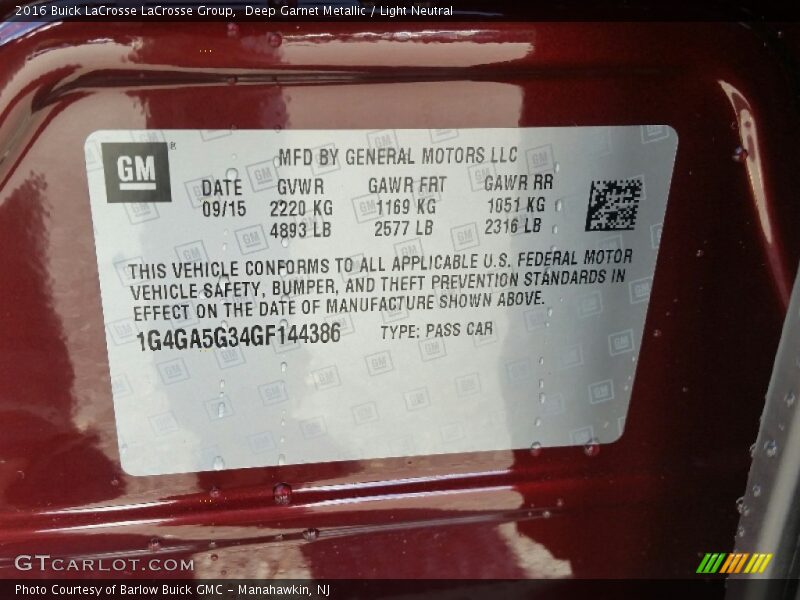 2016 Buick LaCrosse LaCrosse Group, Deep Garnet Metallic / Light Neutral
GM ®
MFD BY GENERAL MOTORS LLC
DATE GVWR GAWR FRT GAWR RR
09/15 2220 KG 1169 KG 1051 KG
4893 LB 2577 LB 2316 LB
THIS VEHICLE CONFORMS TO ALL APPLICABLE U.S. FEDERAL MOTOR
VEHICLE SAFETY, BUMPER, AND THEFT PREVENTION STANDARDS IN
EFFECT ON THE DATE OF MANUFACTURE SHOWN ABOVE.
1G4GA5G34GF144386 TYPE: PASS CAR
GTCARLOT.COM
Photo Courtesy of Barlow Buick GMC - Manahawkin, NJ